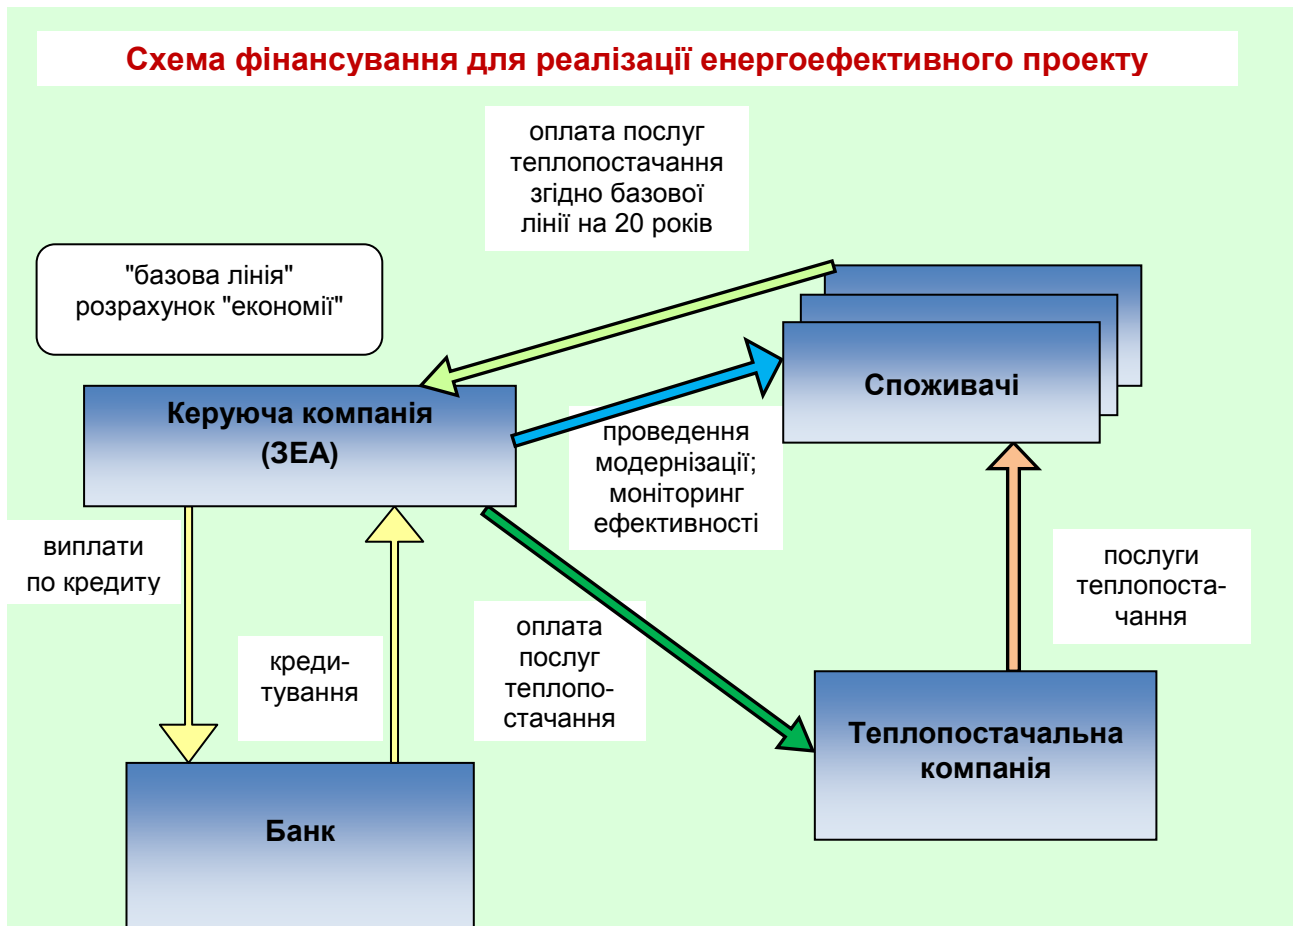 Схема фінансування для реалізації енергоефективного проекту
оплата послуг
теплопостачання
згідно базової
лінії на 20 років
"базова лінія"
розрахунок "економії"
Споживачі
Керуюча компанія
(ЗЕА)
проведення
модернізації;
моніторинг
ефективності
виплати
по кредиту
креди-
тування
оплата
послуг
теплопо-
стачання
послуги
теплопоста-
чання
Теплопостачальна
компанія
Банк